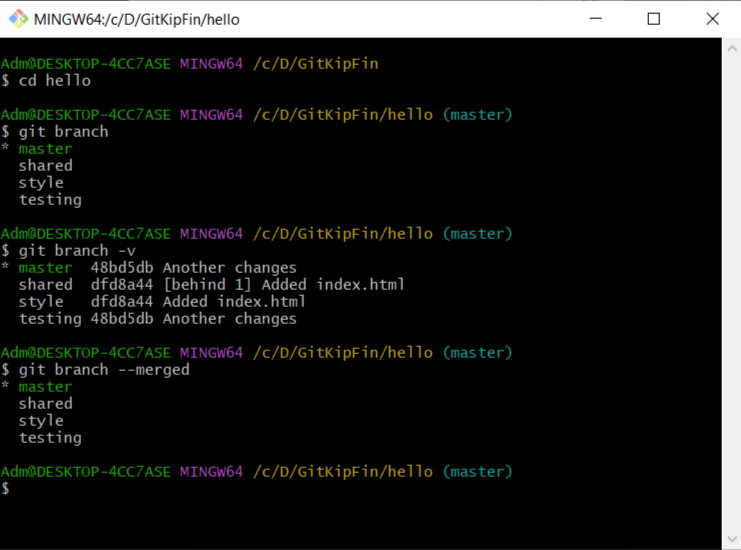 MINGW64:/c/D/GitKipFin/hello
Adm@DESKTOP-4CC7ASE MINGW64 /c/D/GitKipFin
$ cd hello
Adm@DESKTOP-4CC7ASE MINGW64 /c/D/GitKipFin/hello (master)
$ git branch
* master
  shared
  style
  testing
Adm@DESKTOP-4CC7ASE MINGW64 /c/D/GitKipFin/hello (master)
$ git branch -v
* master  48bd5db Another changes
  shared  dfd8a44 [behind 1] Added index.html
  style   dfd8a44 Added index.html
  testing 48bd5db Another changes
Adm@DESKTOP-4CC7ASE MINGW64 /c/D/GitKipFin/hello (master)
$ git branch --merged
* master
  shared
  style
  testing
Adm@DESKTOP-4CC7ASE MINGW64 /c/D/GitKipFin/hello (master)
$